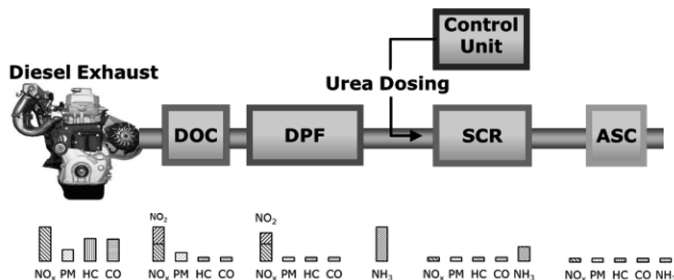 Control
Unit
Diesel Exhaust
Urea Dosing
DOC
DPF
SCR
ASC
NO₂
NO₂
NOₓ PM HC CO
NOₓ PM HC CO
NOₓ PM HC CO
NH₃
NOₓ PM HC CO NH₃
NOₓ PM HC CO NH